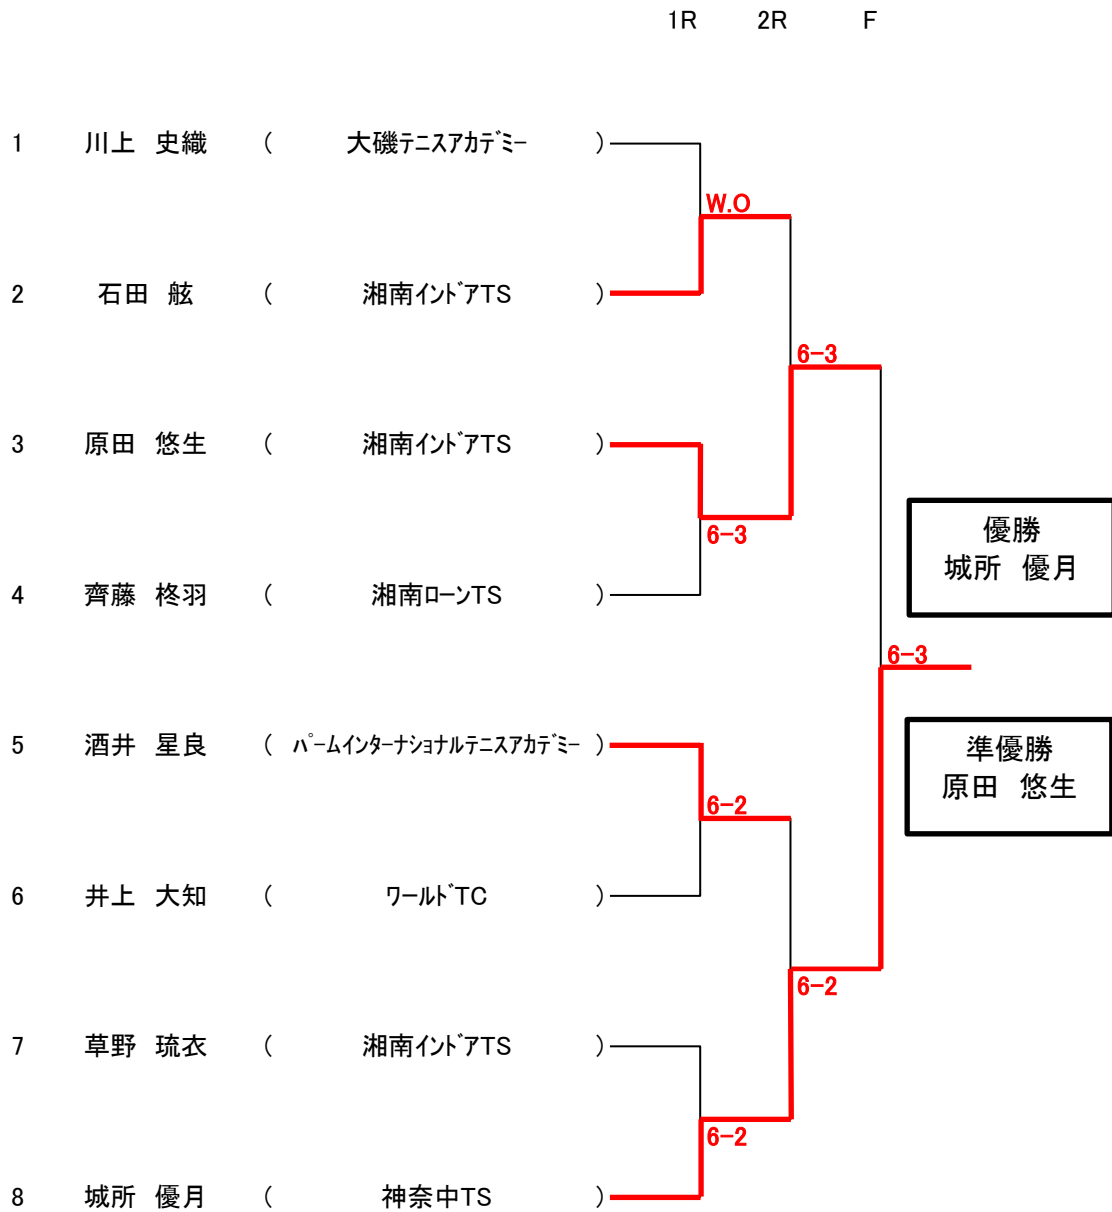 1R 2R F
1 川上 史織 ( 大磯テニスアカデミー )
W.O
2 石田 舷 ( 湘南インドアTS )
6-3
3 原田 悠生 ( 湘南インドアTS )
6-3
4 齊藤 柊羽 ( 湘南ローンTS )
優勝
城所 優月
6-3
5 酒井 星良 ( パームインターナショナルテニスアカデミー )
準優勝
原田 悠生
6-2
6 井上 大知 ( ワールドTC )
6-2
7 草野 琉衣 ( 湘南インドアTS )
6-2
8 城所 優月 ( 神奈中TS )